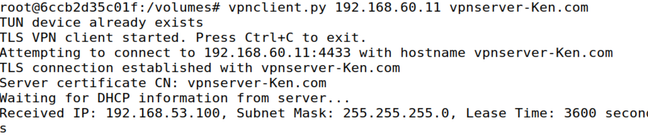 root@6ccb2d35c01f:/volumes# vpnclient.py 192.168.60.11 vpnserver-Ken.com
TUN device already exists
TLS VPN client started. Press Ctrl+C to exit.
Attempting to connect to 192.168.60.11:4433 with hostname vpnserver-Ken.com
TLS connection established with vpnserver-Ken.com
Server certificate CN: vpnserver-Ken.com
Waiting for DHCP information from server...
Received IP: 192.168.53.100, Subnet Mask: 255.255.255.0, Lease Time: 3600 second
s